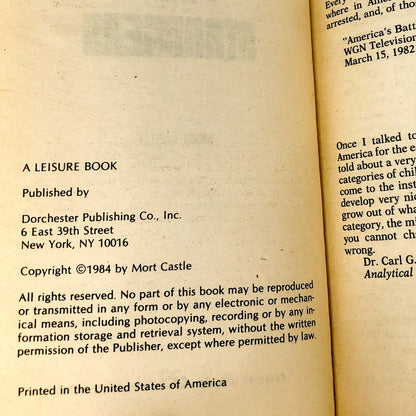 A LEISURE BOOK
Published by
Dorchester Publishing Co., Inc.
6 East 39th Street
New York, NY 10016
Copyright ©1984 by Mort Castle
All rights reserved. No part of this book may be reproduced
or transmitted in any form or by any electronic or mechan-
ical means, including photocopying, recording or by any in-
formation storage and retrieval system, without the written
permission of the Publisher, except where permitted by law.
Printed in the United States of America
Every
where in Amer
arrested, and, of thos
"America's Batt
WGN Television
March 15, 1982
Once I talked to
America for the e
told about a very
categories of chil
come to the inst
develop very nic
grow out of what
category, the mi
you cannot ch
wrong.
Dr. Carl G.
Analytical